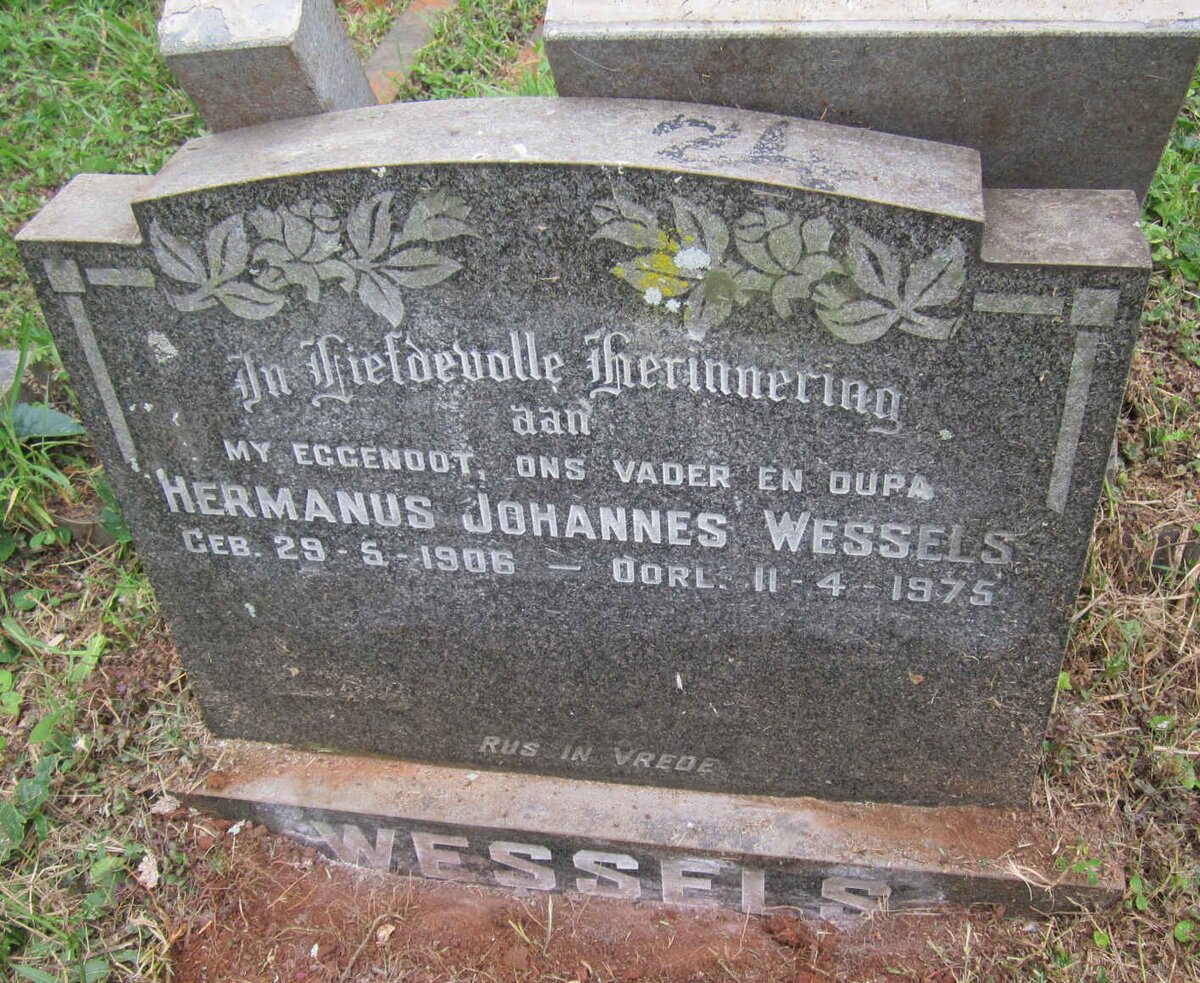 In Liefdevolle Herinnering
aan
MY EGGENOOT, ONS VADER EN OUPA
HERMANUS JOHANNES WESSELS
GEB. 29-5-1906 — OORL. 11-4-1975
RUS IN VREDE
WESSELS